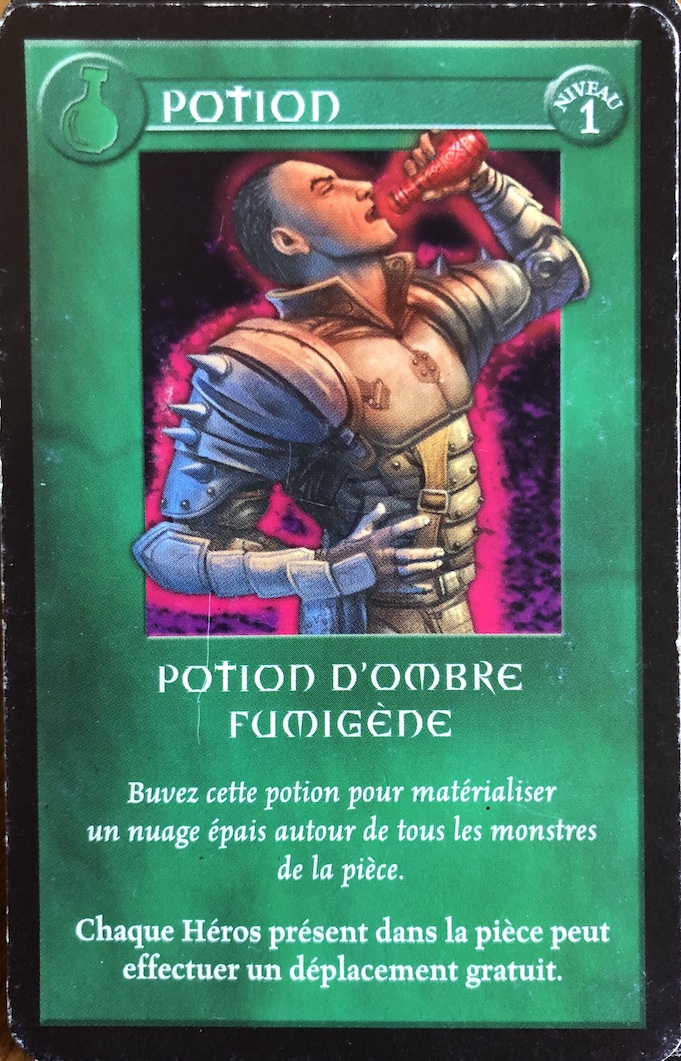 POTION
NIVEAU
1
POTION D'OMBRE
FUMIGÈNE
Buvez cette potion pour matérialiser
un nuage épais autour de tous les monstres
de la pièce.
Chaque Héros présent dans la pièce peut
effectuer un déplacement gratuit.